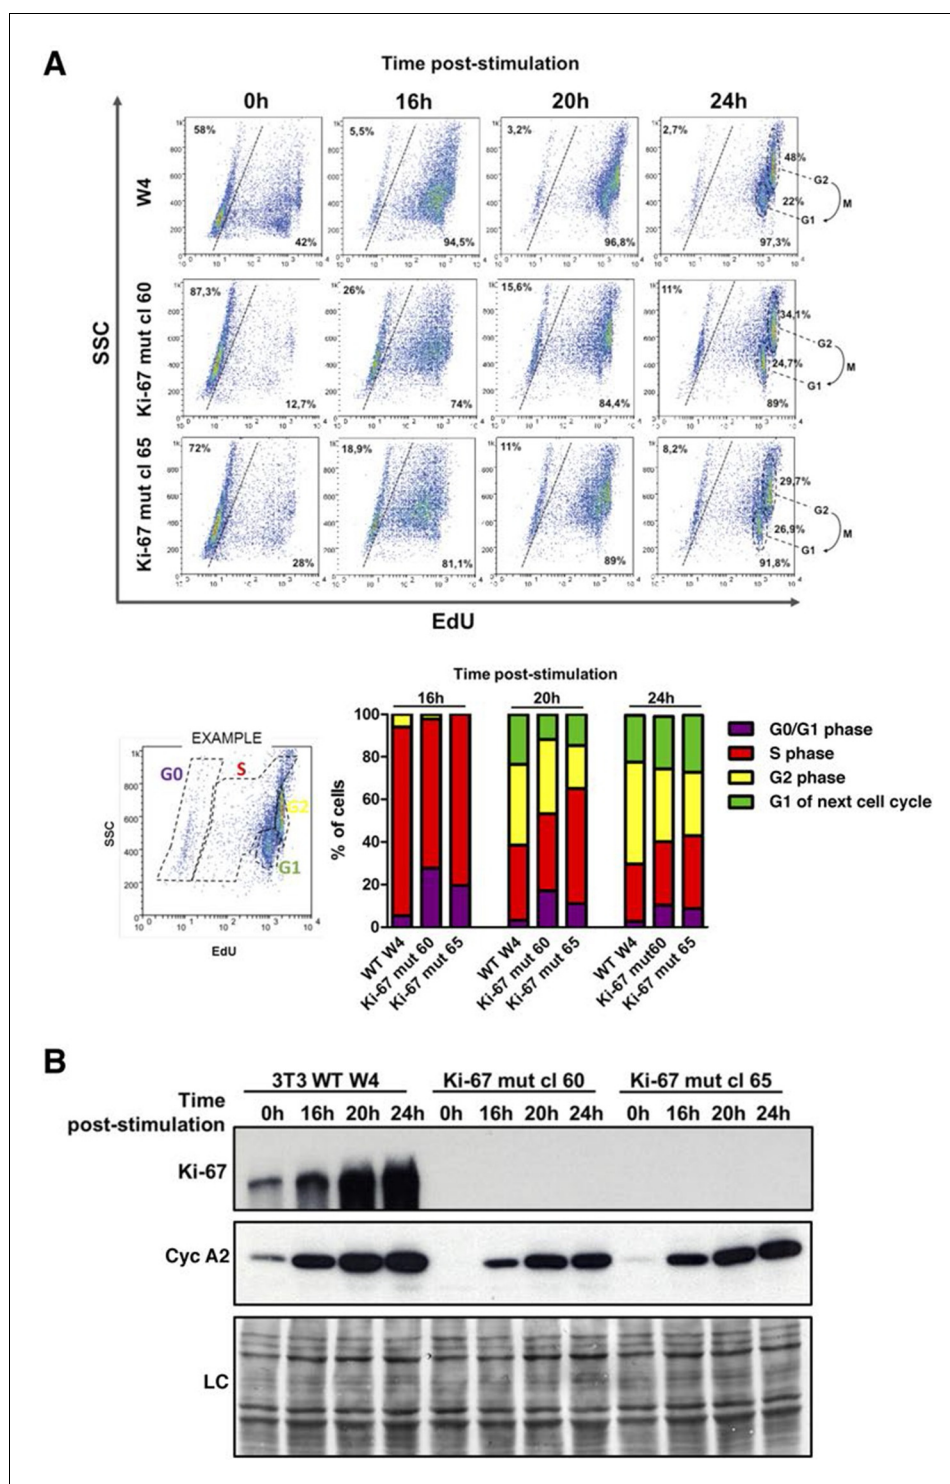 A
Time post-stimulation
0h 16h 20h 24h
W4
58%
42%
5,5%
94,5%
3,2%
96,8%
2,7%
48%
G2
M
22%
G1
97,3%
Ki-67 mut cl 60
87,3%
12,7%
26%
74%
15,6%
84,4%
11%
34,1%
G2
M
24,7%
G1
89%
Ki-67 mut cl 65
72%
28%
18,9%
81,1%
11%
89%
8,2%
29,7%
G2
M
26,9%
G1
91,8%
SSC
EdU
EXAMPLE
G0
S
G2
G1
SSC
1k
800
600
400
200
0
EdU
Time post-stimulation
16h 20h 24h
% of cells
100
80
60
40
20
0
WT W4
Ki-67 mut 60
Ki-67 mut 65
WT W4
Ki-67 mut 60
Ki-67 mut 65
WT W4
Ki-67 mut60
Ki-67 mut 65
G0/G1 phase
S phase
G2 phase
G1 of next cell cycle
B
3T3 WT W4 Ki-67 mut cl 60 Ki-67 mut cl 65
Time
post-stimulation
0h 16h 20h 24h 0h 16h 20h 24h 0h 16h 20h 24h
Ki-67
Cyc A2
LC